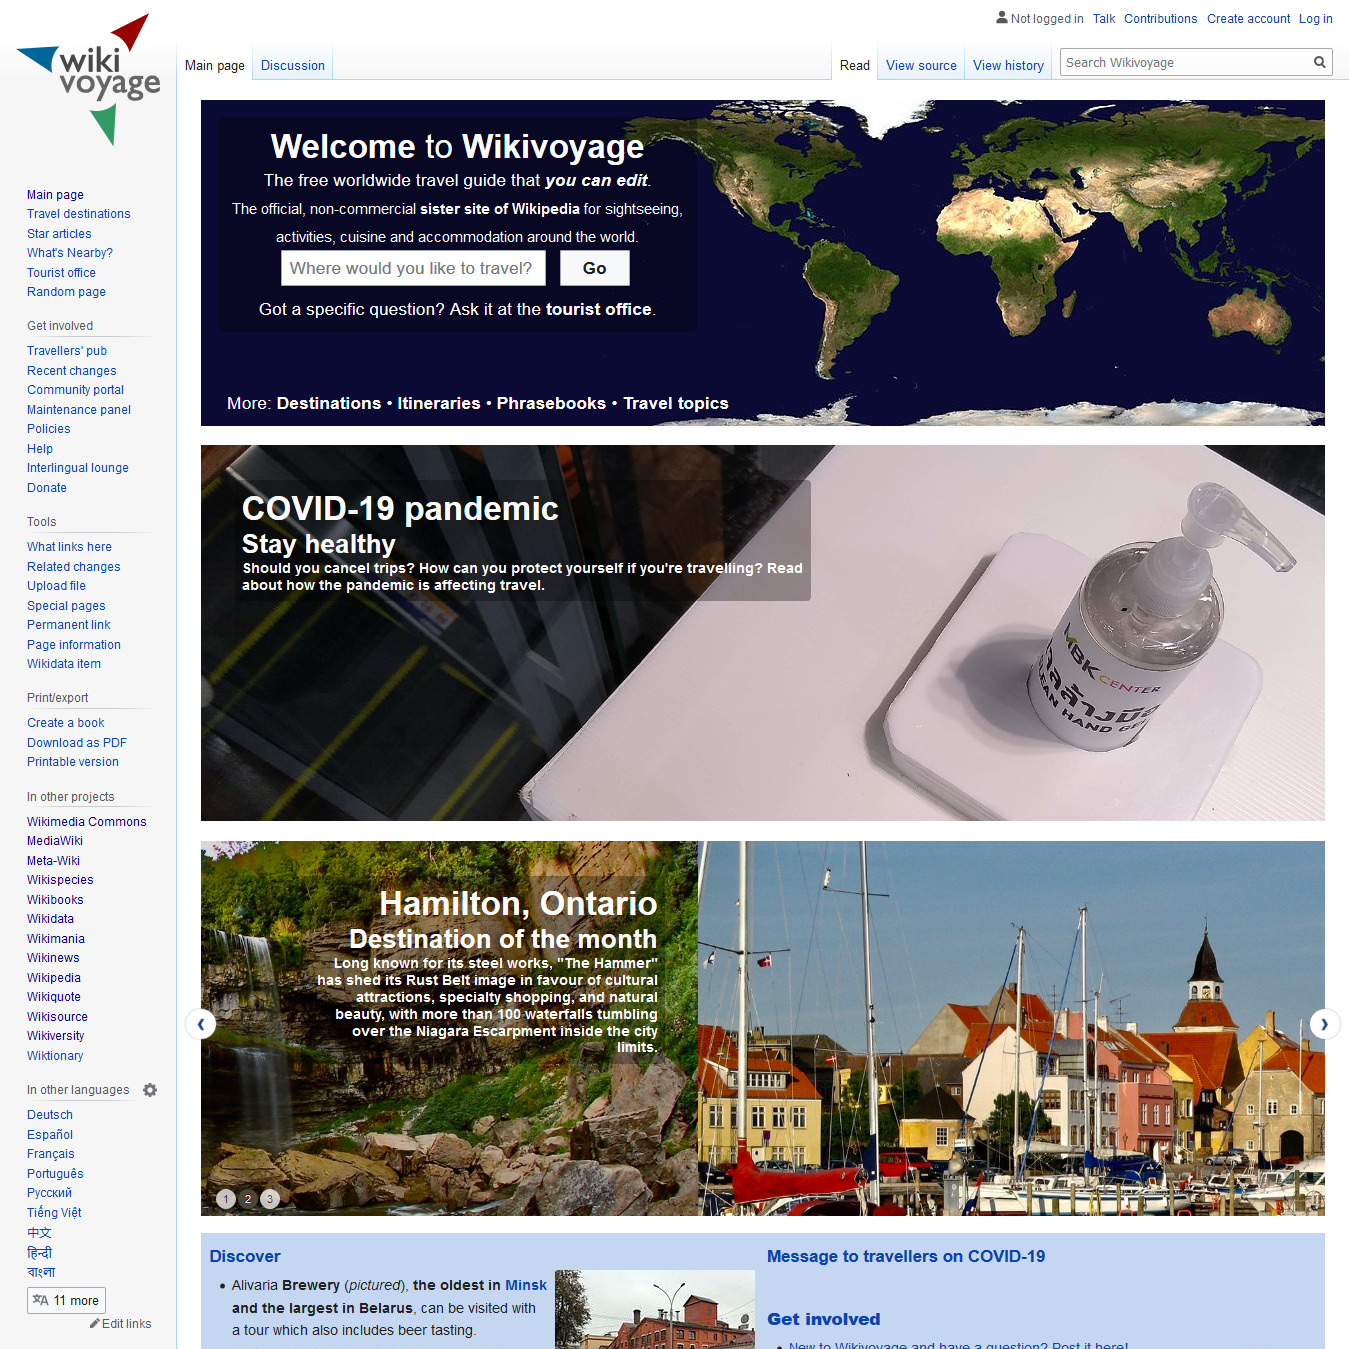 Not logged in Talk Contributions Create account Log in
wiki
voyage
Main page Discussion
Read View source View history Search Wikivoyage
Main page
Travel destinations
Star articles
What's Nearby?
Tourist office
Random page
Get involved
Travellers' pub
Recent changes
Community portal
Maintenance panel
Policies
Help
Interlingual lounge
Donate
Tools
What links here
Related changes
Upload file
Special pages
Permanent link
Page information
Wikidata item
Print/export
Create a book
Download as PDF
Printable version
In other projects
Wikimedia Commons
MediaWiki
Meta-Wiki
Wikispecies
Wikibooks
Wikidata
Wikimania
Wikinews
Wikipedia
Wikiquote
Wikisource
Wikiversity
Wiktionary
In other languages
Deutsch
Español
Français
Português
Русский
Tiếng Việt
中文
हिन्दी
বাংলা
11 more
Edit links
Welcome to Wikivoyage
The free worldwide travel guide that you can edit.
The official, non-commercial sister site of Wikipedia for sightseeing,
activities, cuisine and accommodation around the world.
Where would you like to travel? Go
Got a specific question? Ask it at the tourist office.
More: Destinations • Itineraries • Phrasebooks • Travel topics
COVID-19 pandemic
Stay healthy
Should you cancel trips? How can you protect yourself if you're travelling? Read
about how the pandemic is affecting travel.
MBK CENTER
เจลล้างมือ
CLEAN HAND GEL
Hamilton, Ontario
Destination of the month
Long known for its steel works, "The Hammer"
has shed its Rust Belt image in favour of cultural
attractions, specialty shopping, and natural
beauty, with more than 100 waterfalls tumbling
over the Niagara Escarpment inside the city
limits.
1 2 3
Discover
• Alivaria Brewery (pictured), the oldest in Minsk
and the largest in Belarus, can be visited with
a tour which also includes beer tasting.
Message to travellers on COVID-19
Get involved
• New to Wikivoyage and have a question? Post it here!